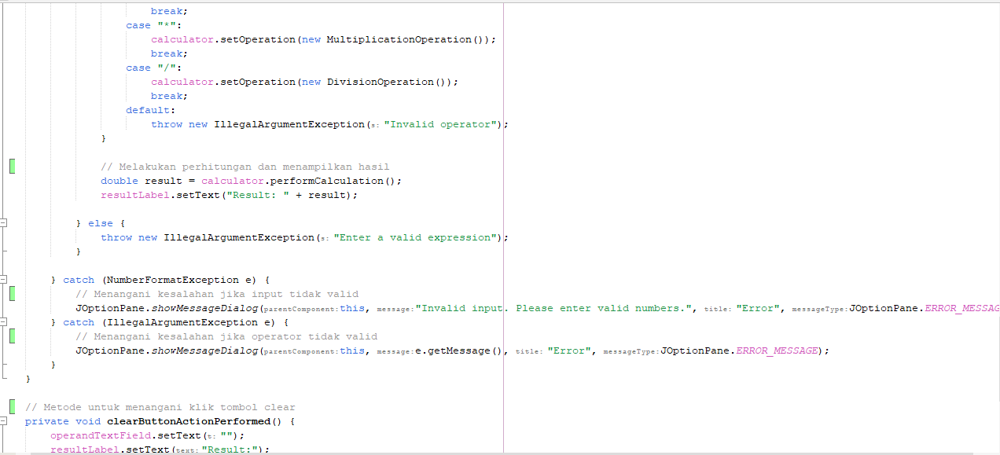 break;
case "*":
calculator.setOperation(new MultiplicationOperation());
break;
case "/":
calculator.setOperation(new DivisionOperation());
break;
default:
throw new IllegalArgumentException(s: "Invalid operator");
}
// Melakukan perhitungan dan menampilkan hasil
double result = calculator.performCalculation();
resultLabel.setText("Result: " + result);
} else {
throw new IllegalArgumentException(s: "Enter a valid expression");
}
} catch (NumberFormatException e) {
// Menangani kesalahan jika input tidak valid
JOptionPane.showMessageDialog(parentComponent:this, message:"Invalid input. Please enter valid numbers.", title: "Error", messageType:JOptionPane.ERROR_MESSAG
} catch (IllegalArgumentException e) {
// Menangani kesalahan jika operator tidak valid
JOptionPane.showMessageDialog(parentComponent:this, message:e.getMessage(), title: "Error", messageType:JOptionPane.ERROR_MESSAGE);
}
}
// Metode untuk menangani klik tombol clear
private void clearButtonActionPerformed() {
operandTextField.setText(t: "");
resultLabel.setText(text:"Result:");